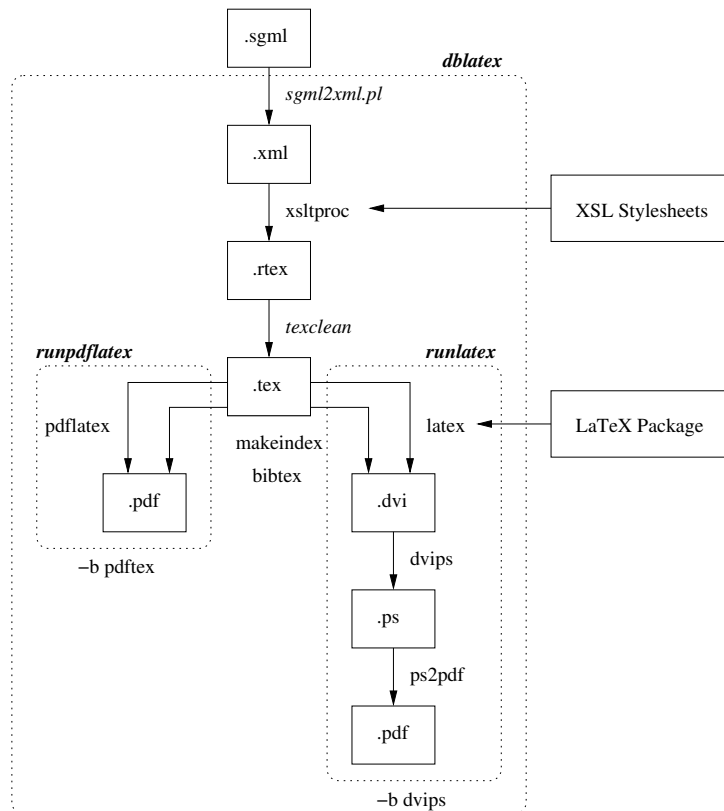 .sgml
dblatex
sgml2xml.pl
.xml
xsltproc
XSL Stylesheets
.rtex
texclean
runpdflatex
runlatex
.tex
pdflatex
latex
LaTeX Package
makeindex
bibtex
.pdf
.dvi
−b pdftex
dvips
.ps
ps2pdf
.pdf
−b dvips